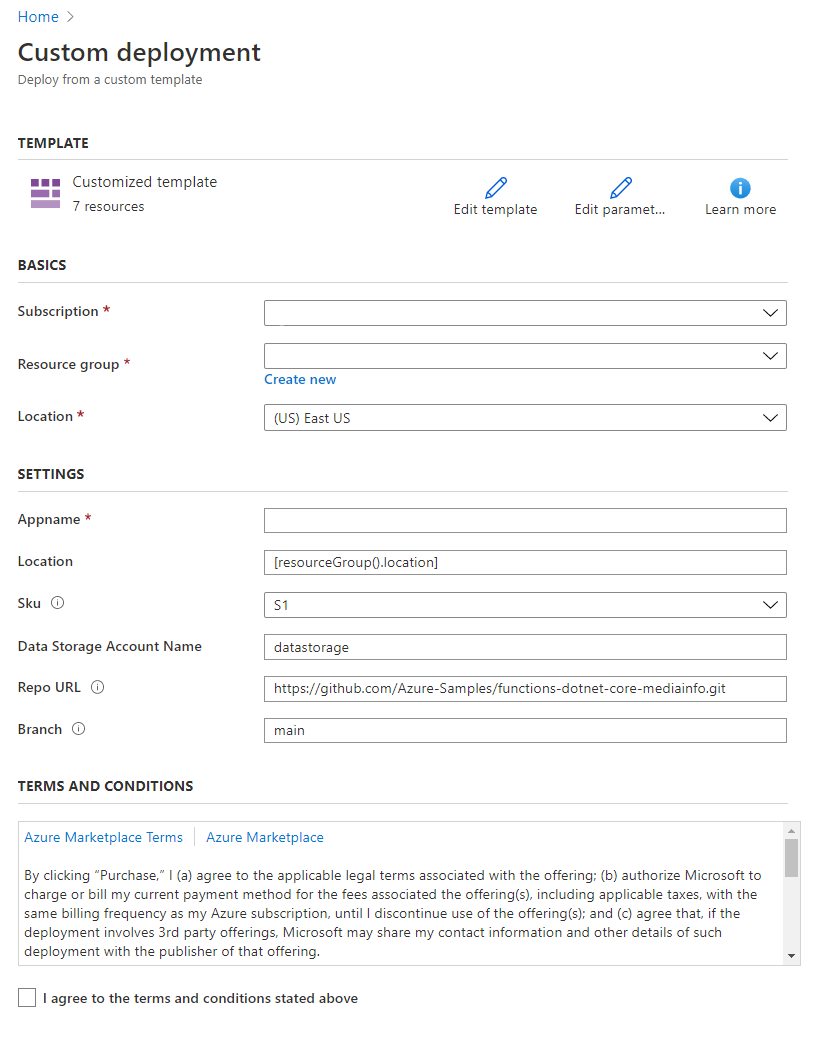 Home
Custom deployment
Deploy from a custom template
TEMPLATE
Customized template
7 resources
Edit template
Edit paramet...
Learn more
BASICS
Subscription *
Resource group *
Create new
Location *
(US) East US
SETTINGS
Appname *
Location
[resourceGroup().location]
Sku
S1
Data Storage Account Name
datastorage
Repo URL
https://github.com/Azure-Samples/functions-dotnet-core-mediainfo.git
Branch
main
TERMS AND CONDITIONS
Azure Marketplace Terms
Azure Marketplace
By clicking “Purchase,” I (a) agree to the applicable legal terms associated with the offering; (b) authorize Microsoft to
charge or bill my current payment method for the fees associated the offering(s), including applicable taxes, with the
same billing frequency as my Azure subscription, until I discontinue use of the offering(s); and (c) agree that, if the
deployment involves 3rd party offerings, Microsoft may share my contact information and other details of such
deployment with the publisher of that offering.
I agree to the terms and conditions stated above